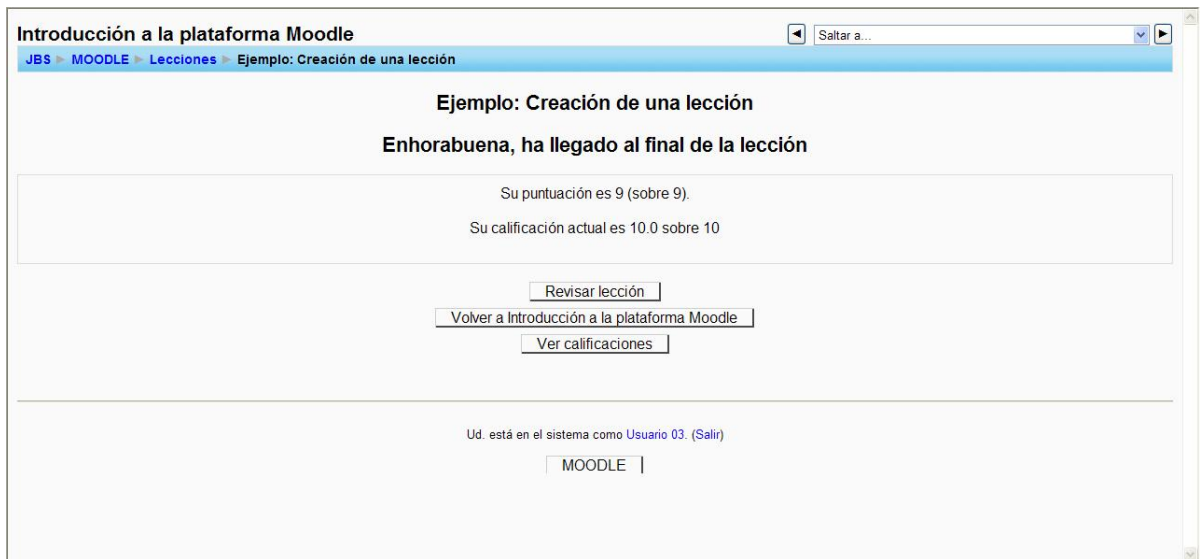 Introducción a la plataforma Moodle
Saltar a...
JBS ► MOODLE ► Lecciones ► Ejemplo: Creación de una lección
Ejemplo: Creación de una lección
Enhorabuena, ha llegado al final de la lección
Su puntuación es 9 (sobre 9).
Su calificación actual es 10.0 sobre 10
Revisar lección
Volver a Introducción a la plataforma Moodle
Ver calificaciones
Ud. está en el sistema como Usuario 03. (Salir)
MOODLE